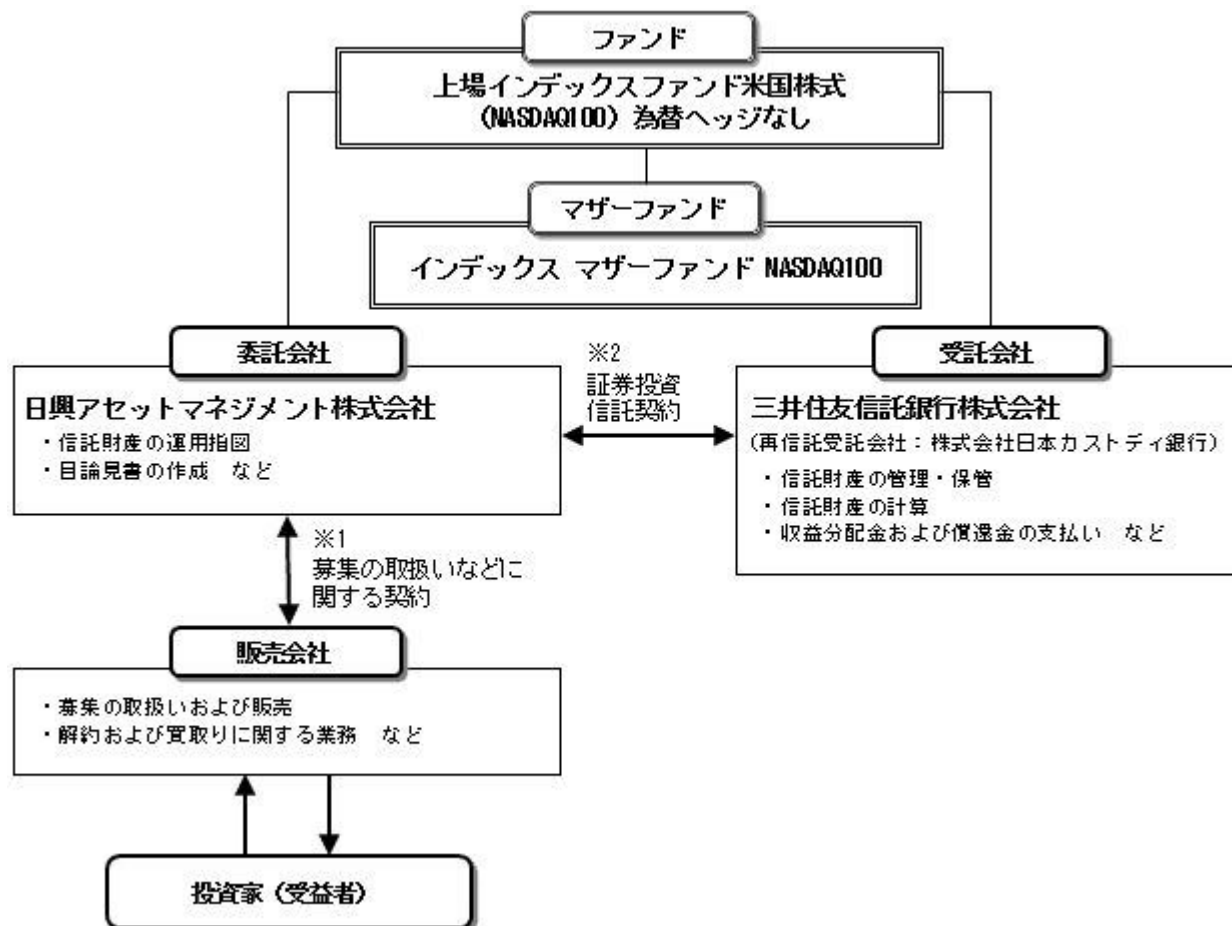 ファンド
上場インデックスファンド米国株式
(NASDAQ100) 為替ヘッジなし
マザーファンド
インデックス マザーファンド NASDAQ100
委託会社
日興アセットマネジメント株式会社
・信託財産の運用指図
・目論見書の作成 など
※2
証券投資
信託契約
受託会社
三井住友信託銀行株式会社
(再信託受託会社:株式会社日本カストディ銀行)
・信託財産の管理・保管
・信託財産の計算
・収益分配金および償還金の支払い など
※1
募集の取扱いなどに
関する契約
販売会社
・募集の取扱いおよび販売
・解約および買取りに関する業務 など
投資家(受益者)